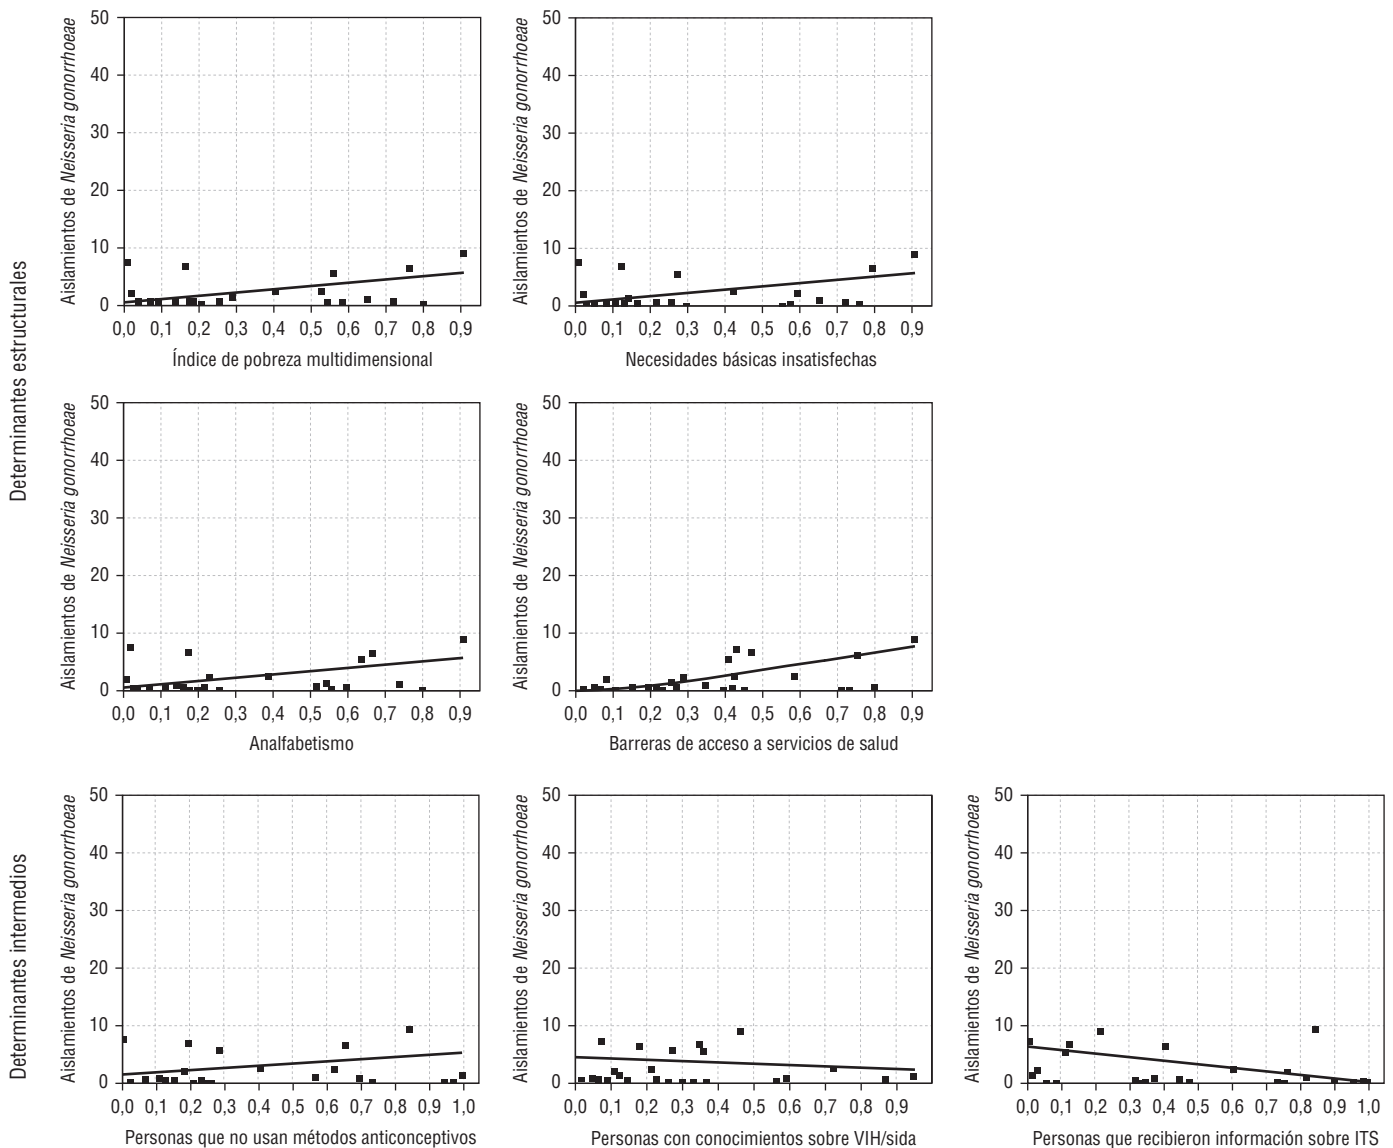 Determinantes estructurales
Aislamientos de Neisseria gonorrhoeae
50
40
30
20
10
0
0,0 0,1 0,2 0,3 0,4 0,5 0,6 0,7 0,8 0,9
Índice de pobreza multidimensional
Aislamientos de Neisseria gonorrhoeae
50
40
30
20
10
0
0,0 0,1 0,2 0,3 0,4 0,5 0,6 0,7 0,8 0,9
Necesidades básicas insatisfechas
Aislamientos de Neisseria gonorrhoeae
50
40
30
20
10
0
0,0 0,1 0,2 0,3 0,4 0,5 0,6 0,7 0,8 0,9
Analfabetismo
Aislamientos de Neisseria gonorrhoeae
50
40
30
20
10
0
0,0 0,1 0,2 0,3 0,4 0,5 0,6 0,7 0,8 0,9
Barreras de acceso a servicios de salud
Determinantes intermedios
Aislamientos de Neisseria gonorrhoeae
50
40
30
20
10
0
0,0 0,1 0,2 0,3 0,4 0,5 0,6 0,7 0,8 0,9 1,0
Personas que no usan métodos anticonceptivos
Aislamientos de Neisseria gonorrhoeae
50
40
30
20
10
0
0,0 0,1 0,2 0,3 0,4 0,5 0,6 0,7 0,8 0,9
Personas con conocimientos sobre VIH/sida
Aislamientos de Neisseria gonorrhoeae
50
40
30
20
10
0
0,0 0,1 0,2 0,3 0,4 0,5 0,6 0,7 0,8 0,9 1,0
Personas que recibieron información sobre ITS